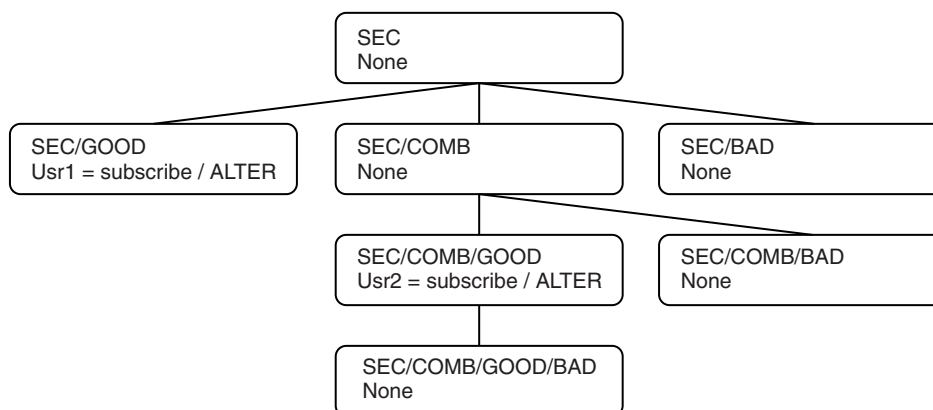 SEC
None
SEC/GOOD
Usr1 = subscribe / ALTER
SEC/COMB
None
SEC/BAD
None
SEC/COMB/GOOD
Usr2 = subscribe / ALTER
SEC/COMB/BAD
None
SEC/COMB/GOOD/BAD
None